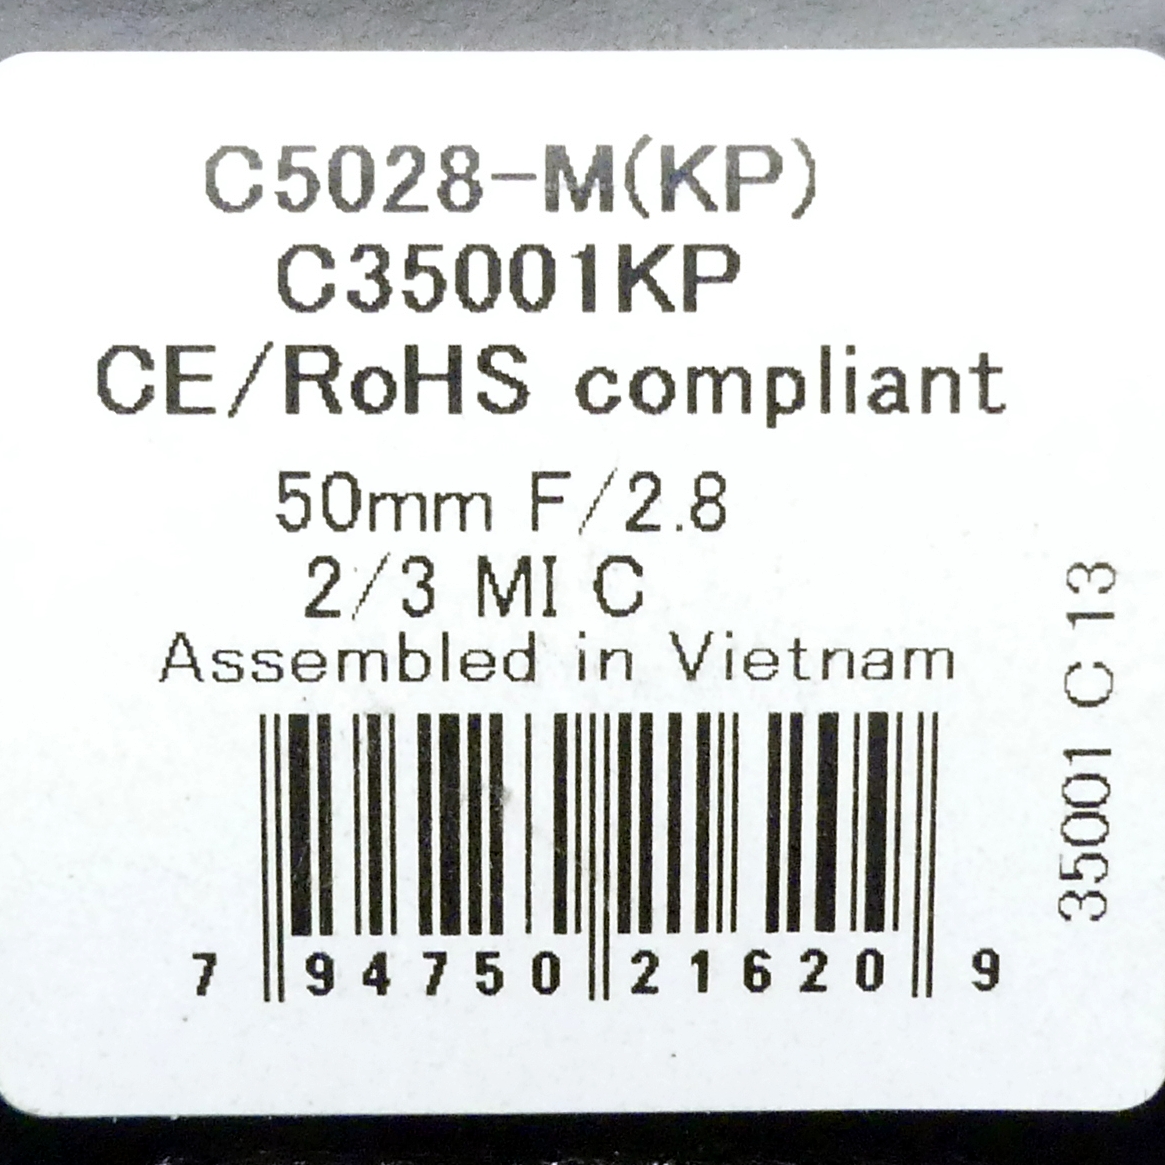 C5028-M(KP)
C35001KP
CE/RoHS compliant
50mm F/2.8
2/3 MI C
Assembled in Vietnam
7 94750 21620 9
35001 C 13